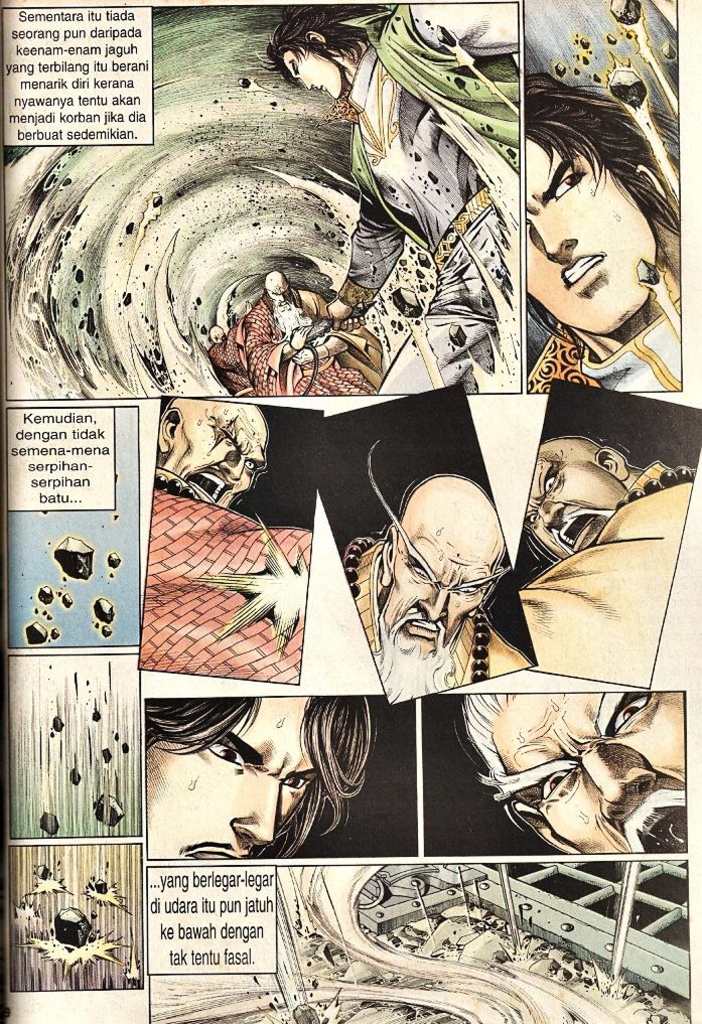 Sementara itu tiada
seorang pun daripada
keenam-enam jaguh
yang terbilang itu berani
menarik diri kerana
nyawanya tentu akan
menjadi korban jika dia
berbuat sedemikian.
Kemudian,
dengan tidak
semena-mena
serpihan-
serpihan
batu...
...yang berlegar-legar
di udara itu pun jatuh
ke bawah dengan
tak tentu fasal.